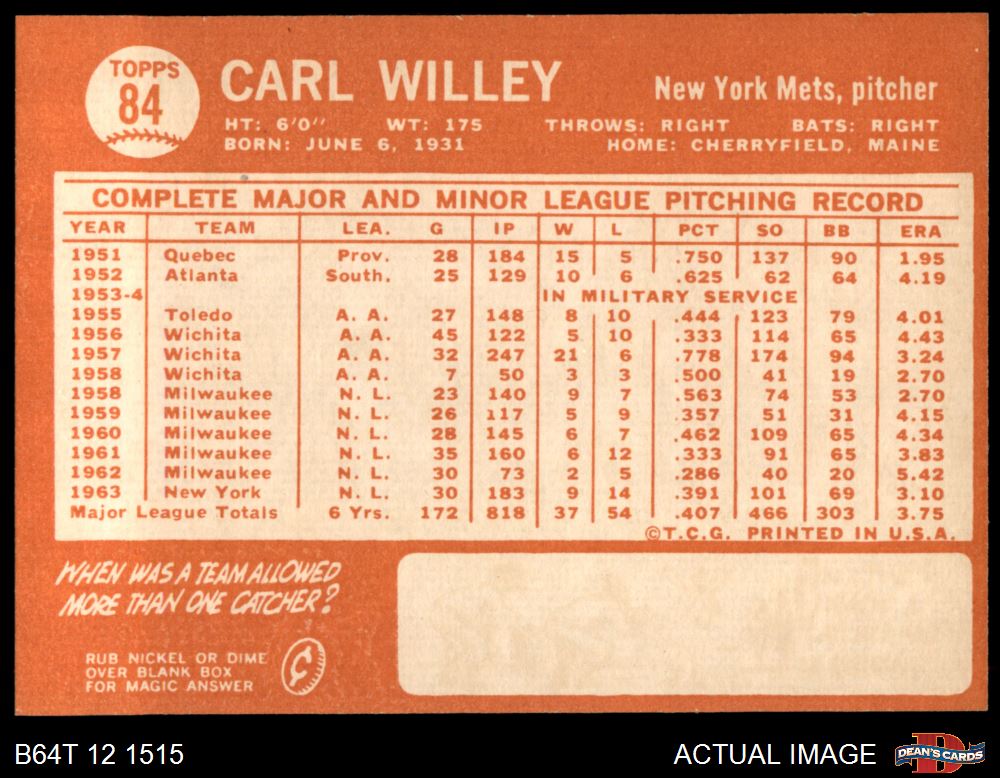 TOPPS
84
CARL WILLEY
New York Mets, pitcher
HT: 6'0" WT: 175 THROWS: RIGHT BATS: RIGHT
BORN: JUNE 6, 1931 HOME: CHERRYFIELD, MAINE
COMPLETE MAJOR AND MINOR LEAGUE PITCHING RECORD
YEAR TEAM LEA. G IP W L PCT SO BB ERA
1951 Quebec Prov. 28 184 15 5 .750 137 90 1.95
1952 Atlanta South. 25 129 10 6 .625 62 64 4.19
1953-4 IN MILITARY SERVICE
1955 Toledo A. A. 27 148 8 10 .444 123 79 4.01
1956 Wichita A. A. 45 122 5 10 .333 114 65 4.43
1957 Wichita A. A. 32 247 21 6 .778 174 94 3.24
1958 Wichita A. A. 7 50 3 3 .500 41 19 2.70
1958 Milwaukee N. L. 23 140 9 7 .563 74 53 2.70
1959 Milwaukee N. L. 26 117 5 9 .357 51 31 4.15
1960 Milwaukee N. L. 28 145 6 7 .462 109 65 4.34
1961 Milwaukee N. L. 35 160 6 12 .333 91 65 3.83
1962 Milwaukee N. L. 30 73 2 5 .286 40 20 5.42
1963 New York N. L. 30 183 9 14 .391 101 69 3.10
Major League Totals 6 Yrs. 172 818 37 54 .407 466 303 3.75
©T.C.G. PRINTED IN U.S.A.
WHEN WAS A TEAM ALLOWED
MORE THAN ONE CATCHER?
RUB NICKEL OR DIME
OVER BLANK BOX
FOR MAGIC ANSWER
¢
B64T 12 1515
ACTUAL IMAGE
DEAN'S CARDS